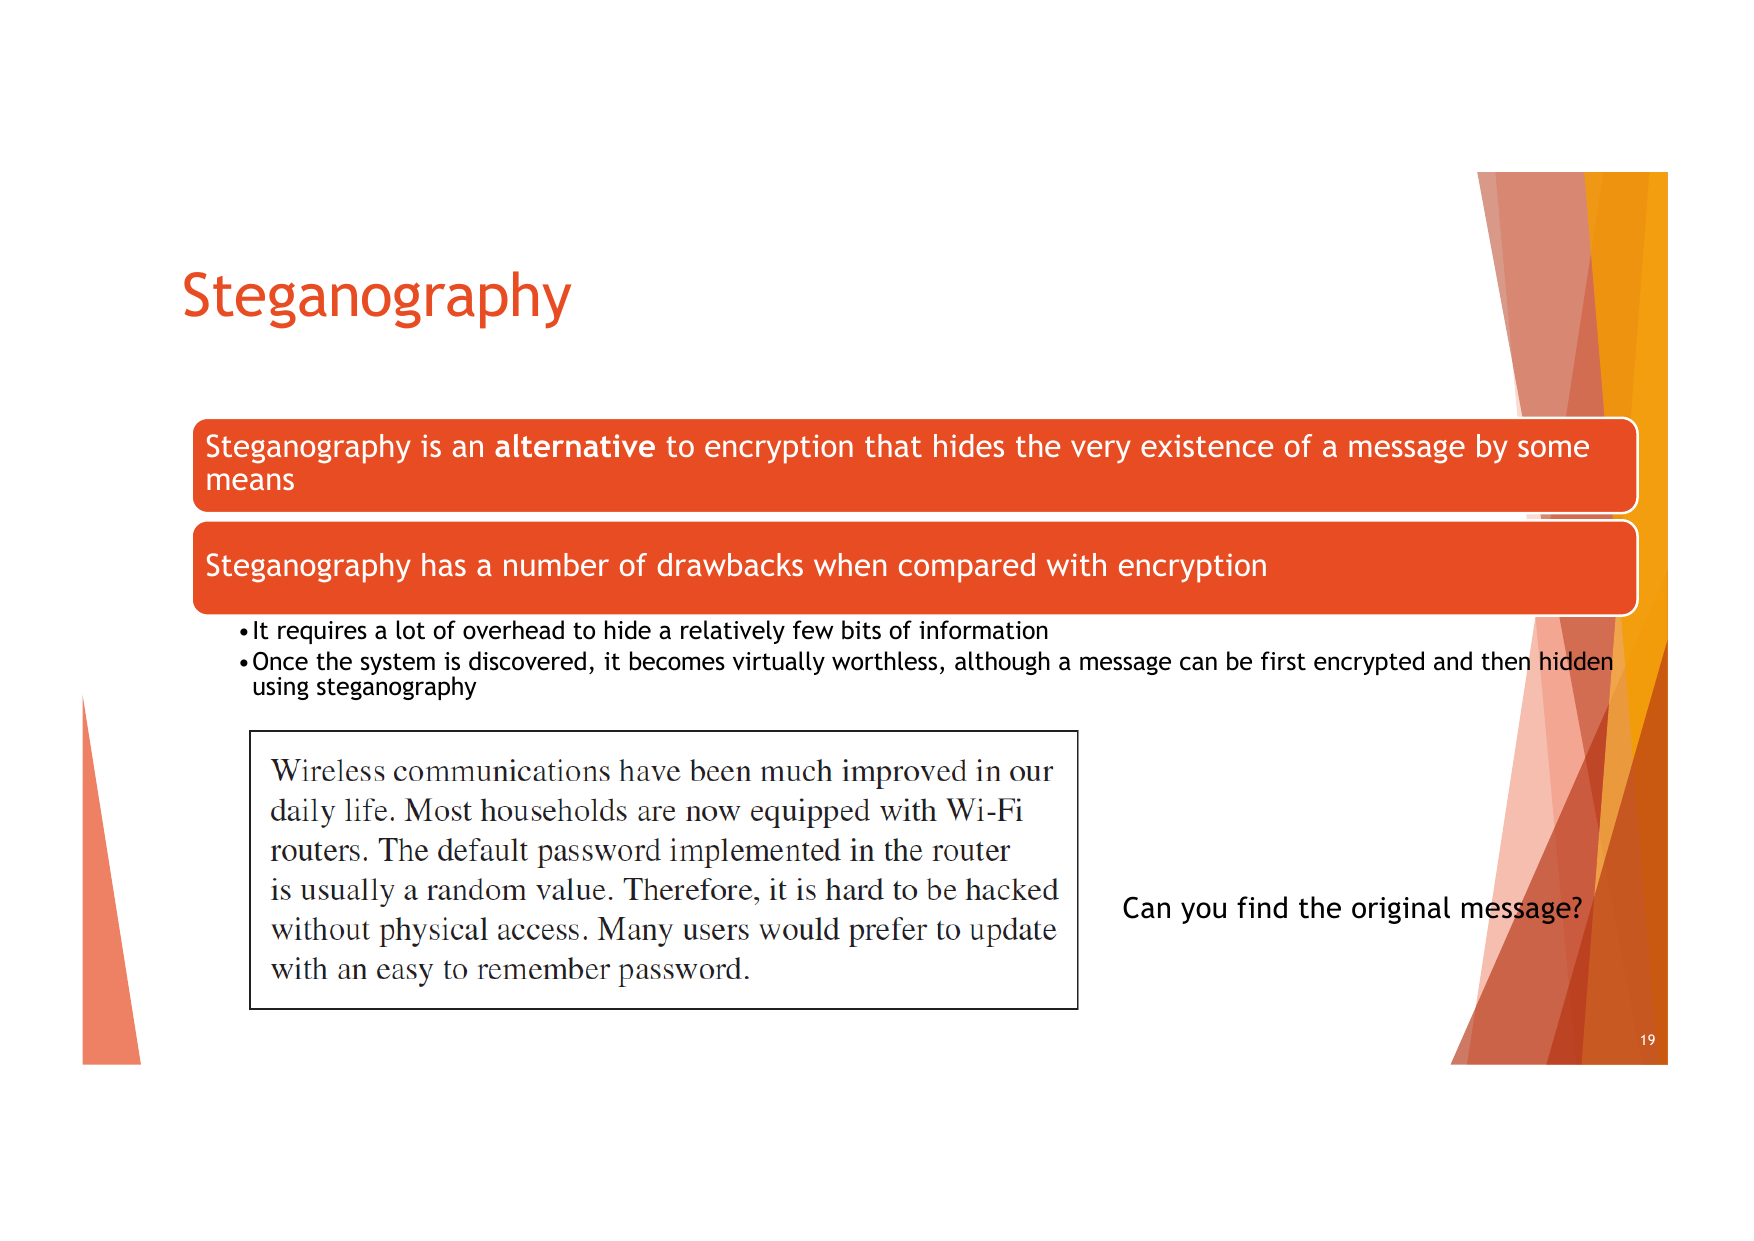 Steganography
Steganography is an alternative to encryption that hides the very existence of a message by some
means
Steganography has a number of drawbacks when compared with encryption
•It requires a lot of overhead to hide a relatively few bits of information
•Once the system is discovered, it becomes virtually worthless, although a message can be first encrypted and then hidden
using steganography
Wireless communications have been much improved in our
daily life. Most households are now equipped with Wi-Fi
routers. The default password implemented in the router
is usually a random value. Therefore, it is hard to be hacked
without physical access. Many users would prefer to update
with an easy to remember password.
Can you find the original message?
19